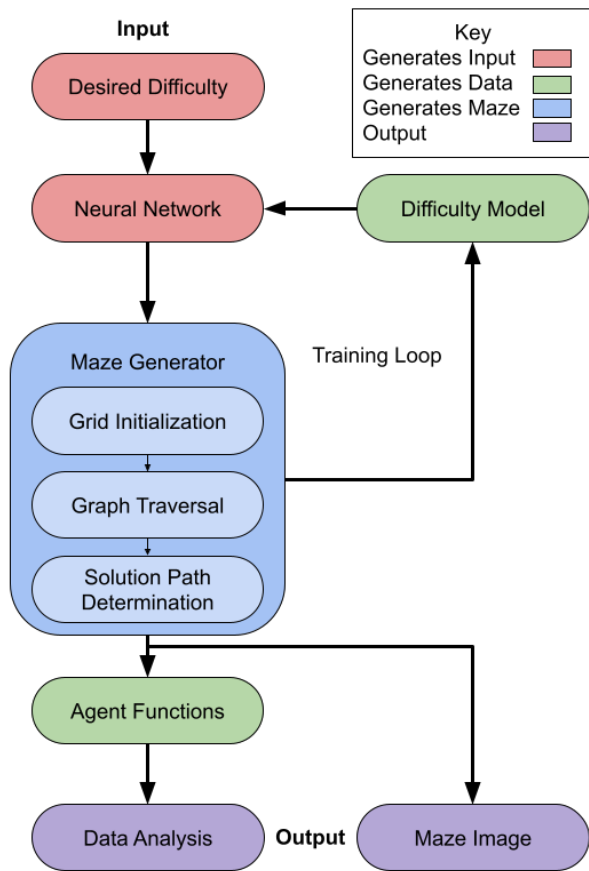 Input
Key
Generates Input
Generates Data
Generates Maze
Output
Desired Difficulty
Neural Network
Difficulty Model
Maze Generator
Training Loop
Grid Initialization
Graph Traversal
Solution Path
Determination
Agent Functions
Data Analysis
Output
Maze Image